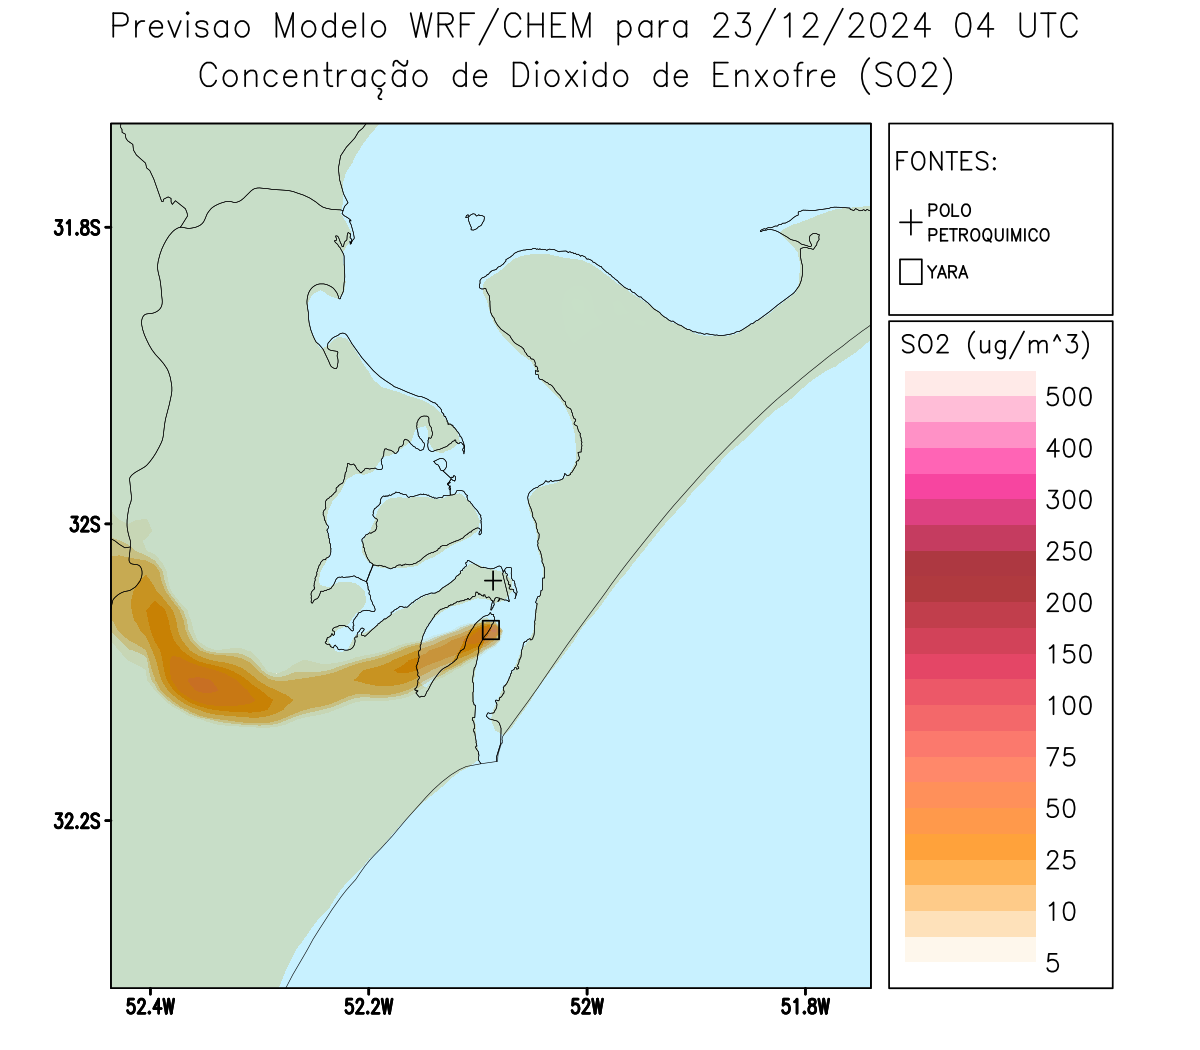 Previsao Modelo WRF/CHEM para 23/12/2024 04 UTC
Concentração de Dioxido de Enxofre (SO2)
FONTES:
POLO
PETROQUIMICO
YARA
SO2 (ug/m^3)
500
400
300
250
200
150
100
75
50
25
10
5
31.8S
32S
32.2S
52.4W
52.2W
52W
51.8W